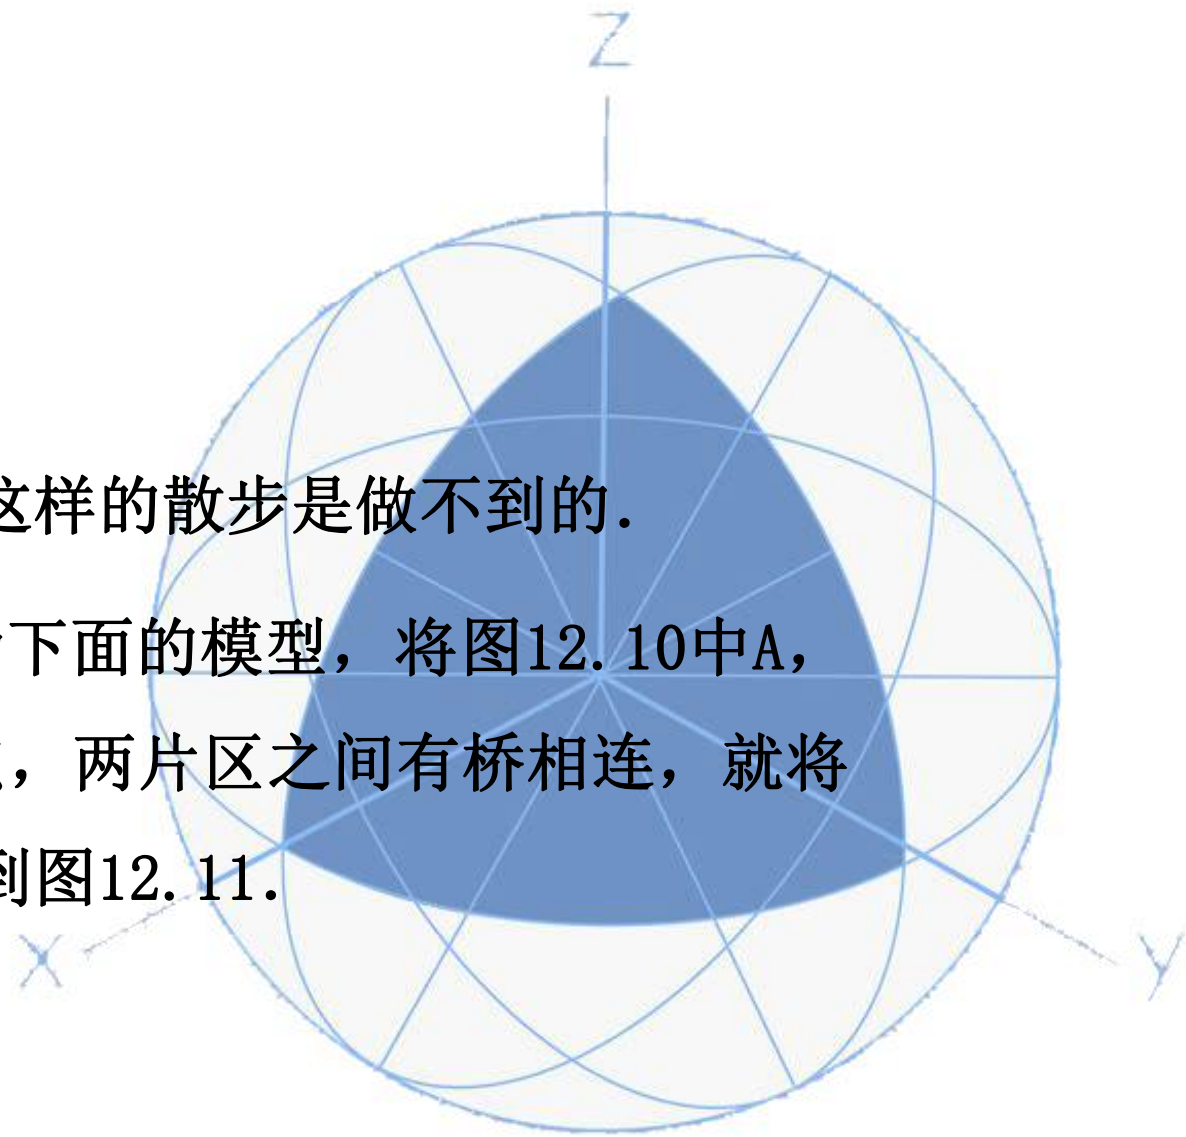 Z
这样的散步是做不到的.
下面的模型，将图12.10中A，
，两片区之间有桥相连，就将
到图12.11.
X
Y